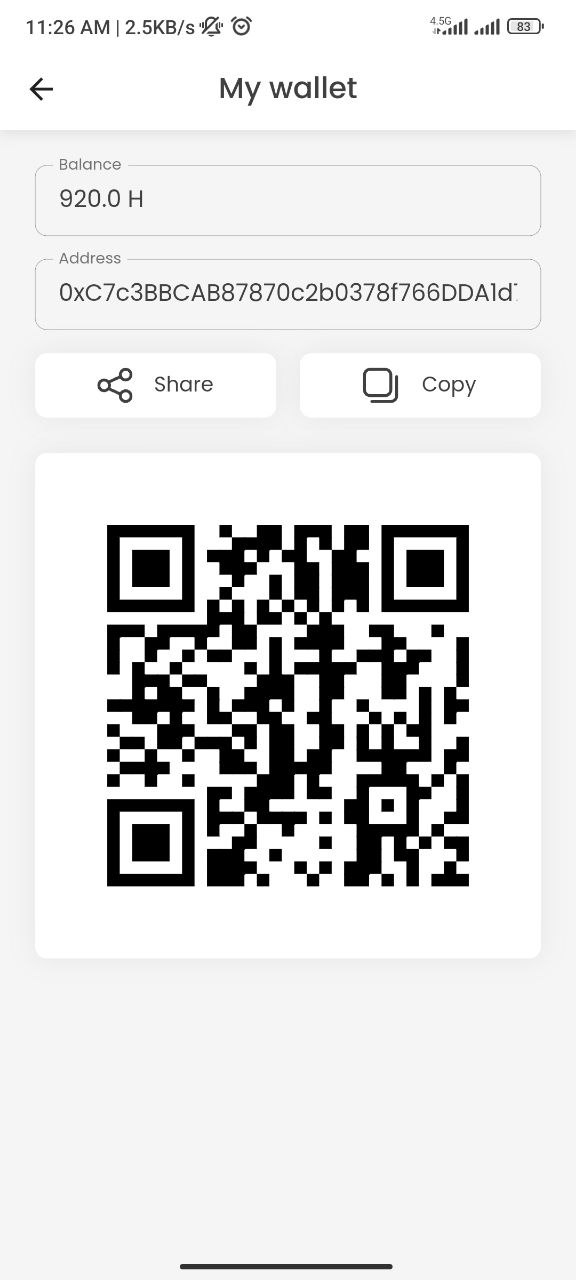 11:26 AM | 2.5KB/s
4.5G
83
My wallet
Balance
920.0 H
Address
0xC7c3BBCAB87870c2b0378f766DDA1d
Share
Copy